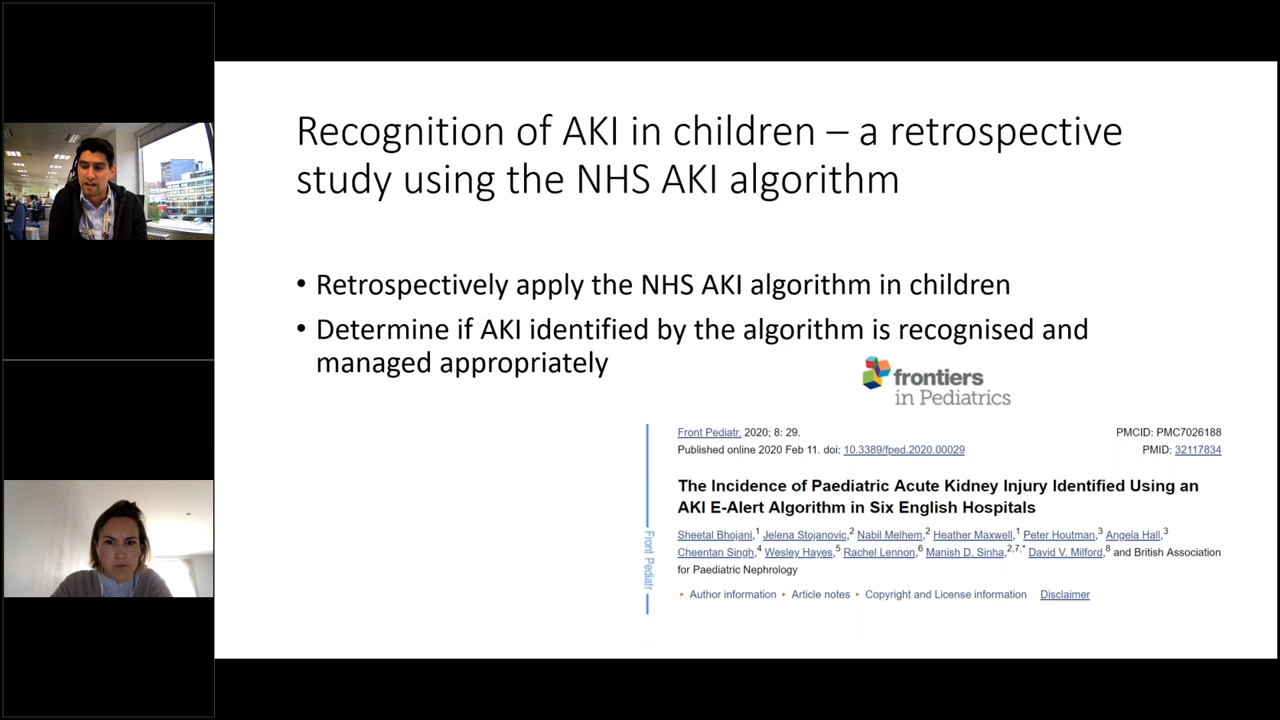 Recognition of AKI in children – a retrospective
study using the NHS AKI algorithm
• Retrospectively apply the NHS AKI algorithm in children
• Determine if AKI identified by the algorithm is recognised and
managed appropriately
frontiers
in Pediatrics
Front Pediatr. 2020; 8: 29.
PMCID: PMC7026188
Published online 2020 Feb 11. doi: 10.3389/fped.2020.00029
PMID: 32117834
The Incidence of Paediatric Acute Kidney Injury Identified Using an
AKI E-Alert Algorithm in Six English Hospitals
Sheetal Bhojani,1 Jelena Stojanovic,2 Nabil Melhem,2 Heather Maxwell,1 Peter Houtman,3 Angela Hall,3
Cheentan Singh,4 Wesley Hayes,5 Rachel Lennon,6 Manish D. Sinha,2,7,* David V. Milford,8 and British Association
for Paediatric Nephrology
▸ Author information ▸ Article notes ▸ Copyright and License information Disclaimer
Front Pediatr